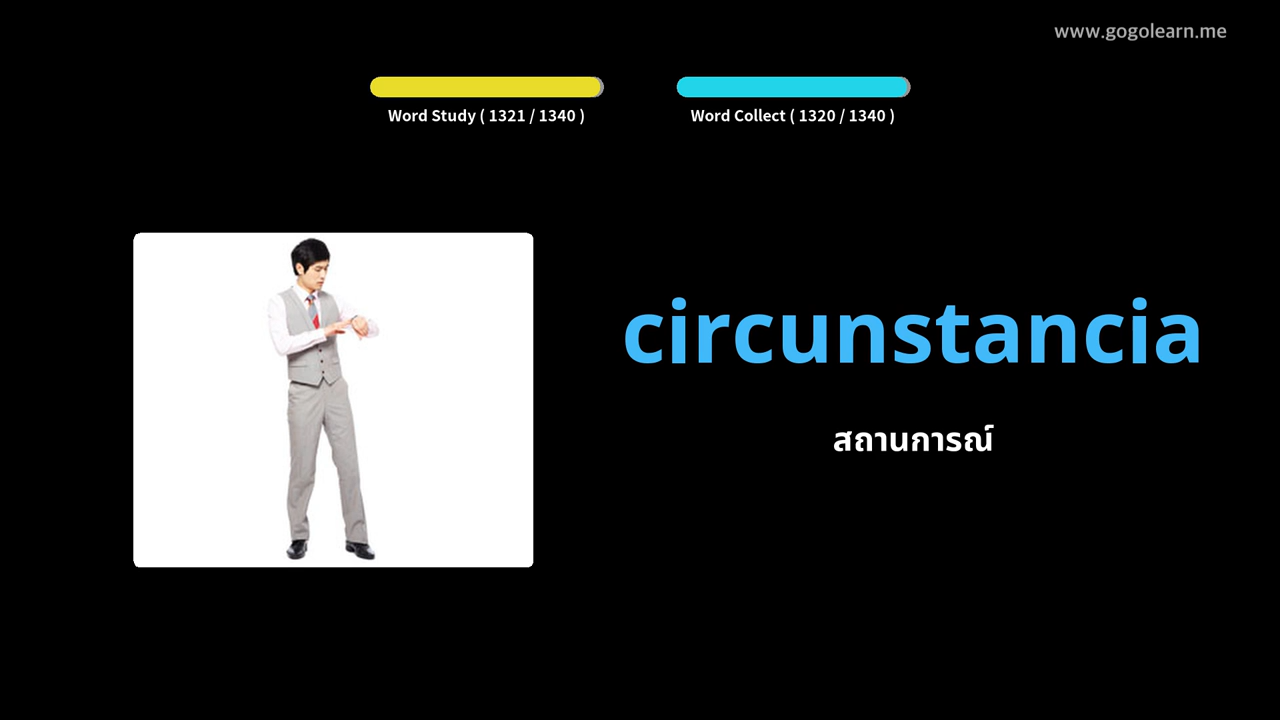 www.gogolearn.me
Word Study ( 1321 / 1340 )
Word Collect ( 1320 / 1340 )
circunstancia
สถานการณ์